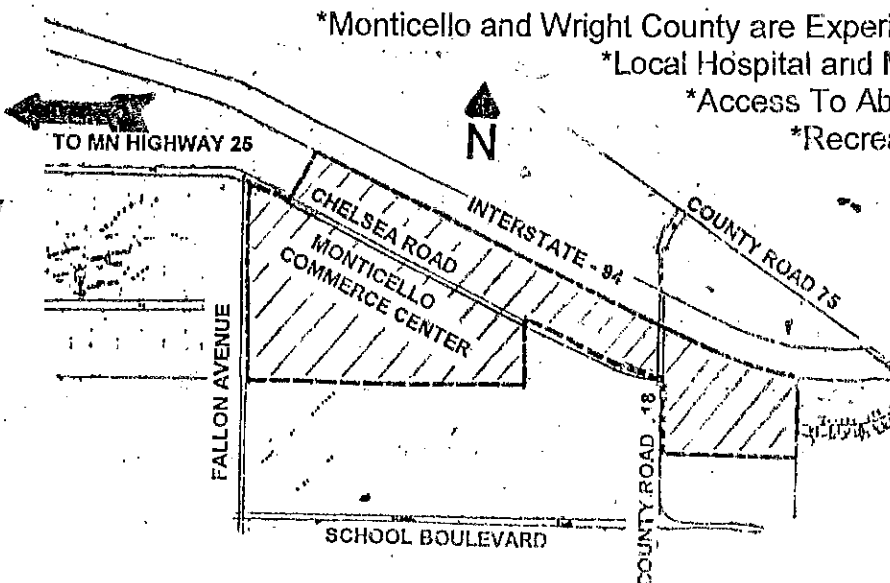 *Monticello and Wright County are Experi
*Local Hospital and
*Access To Ab
*Recrea
N
TO MN HIGHWAY 25
INTERSTATE - 94
COUNTY ROAD 75
CHELSEA ROAD
MONTICELLO
COMMERCE CENTER
FALLON AVENUE
COUNTY ROAD 18
SCHOOL BOULEVARD